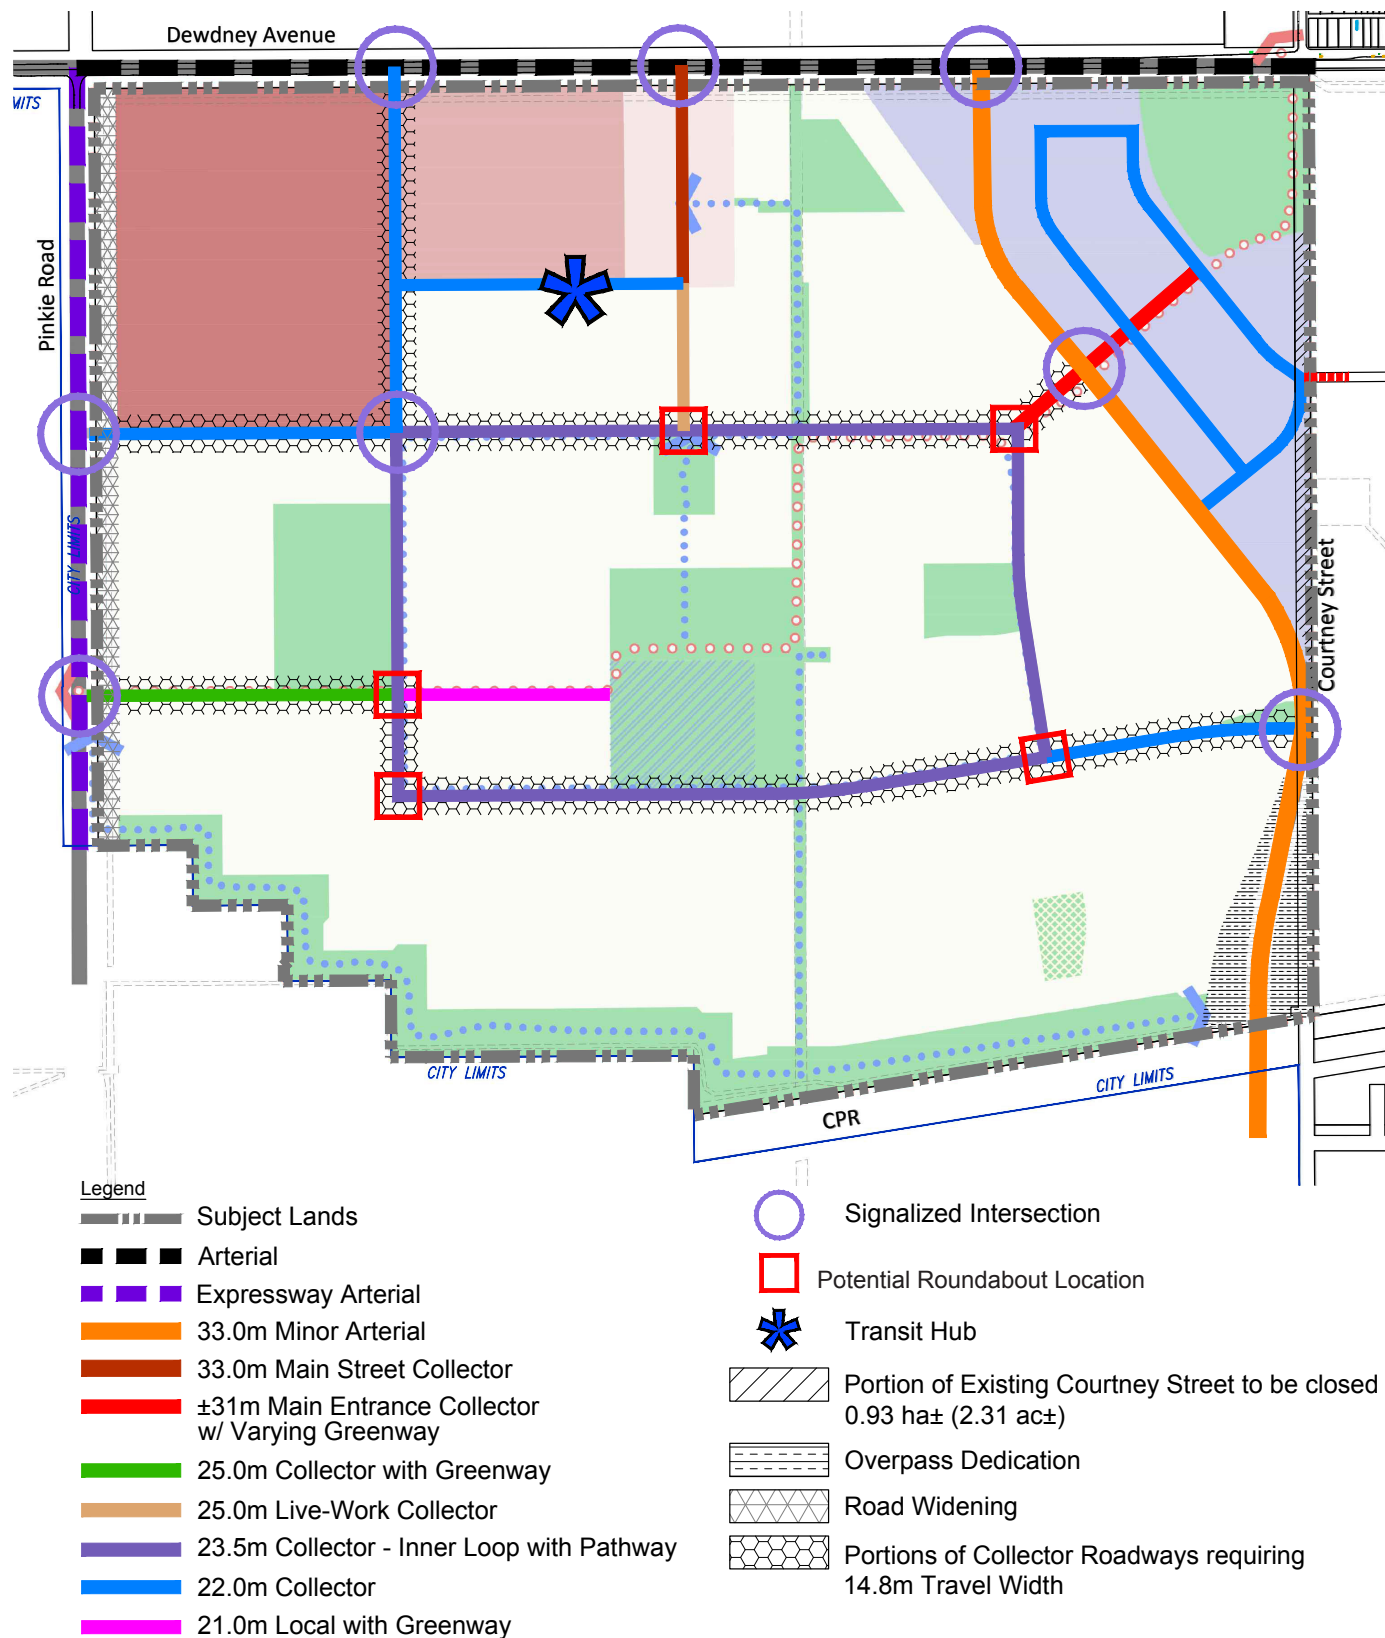 Dewdney Avenue
MITS
Pinkie Road
CITY LIMITS
Courtney Street
CITY LIMITS
CITY LIMITS
CPR
Legend
Subject Lands
Arterial
Expressway Arterial
33.0m Minor Arterial
33.0m Main Street Collector
±31m Main Entrance Collector
w/ Varying Greenway
25.0m Collector with Greenway
25.0m Live-Work Collector
23.5m Collector - Inner Loop with Pathway
22.0m Collector
21.0m Local with Greenway
Signalized Intersection
Potential Roundabout Location
Transit Hub
Portion of Existing Courtney Street to be closed
0.93 ha± (2.31 ac±)
Overpass Dedication
Road Widening
Portions of Collector Roadways requiring
14.8m Travel Width